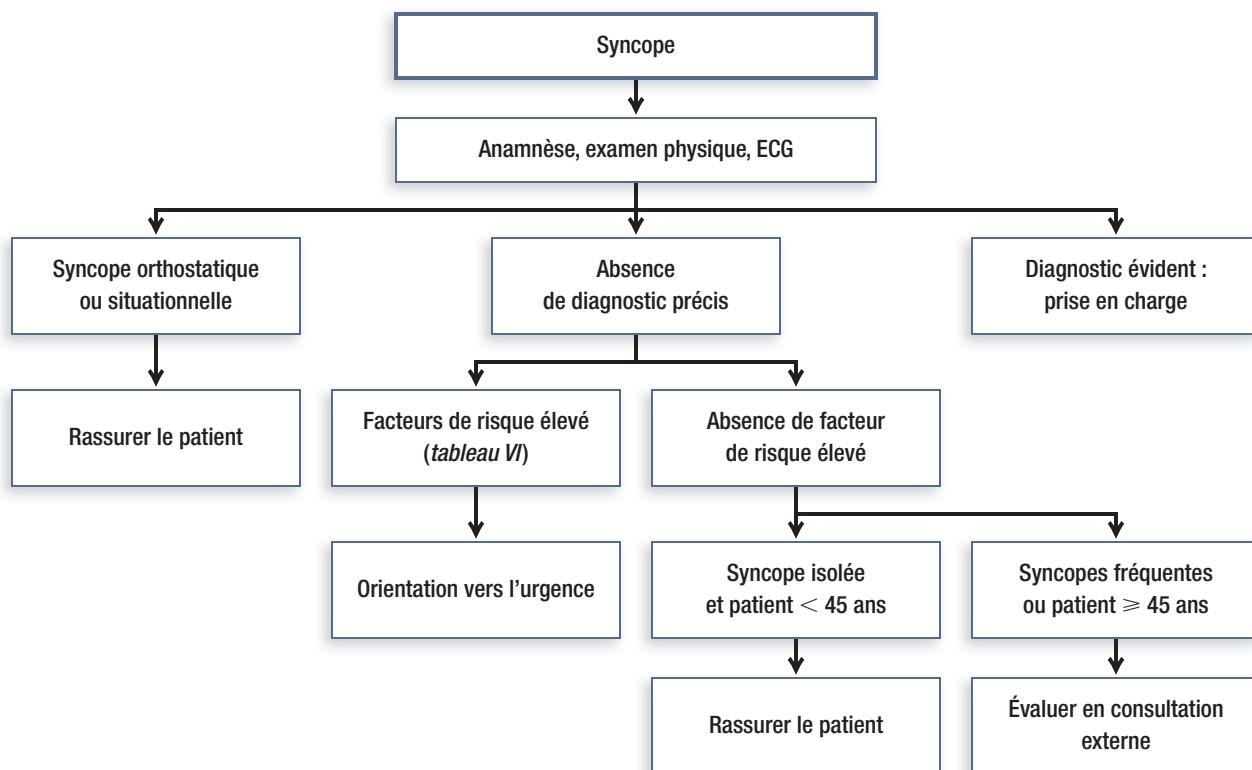 Syncope
Anamnèse, examen physique, ECG
Syncope orthostatique
ou situationnelle
Absence
de diagnostic précis
Diagnostic évident :
prise en charge
Rassurer le patient
Facteurs de risque élevé
(tableau VI)
Absence de facteur
de risque élevé
Orientation vers l’urgence
Syncope isolée
et patient < 45 ans
Syncopes fréquentes
ou patient ⩾ 45 ans
Rassurer le patient
Évaluer en consultation
externe